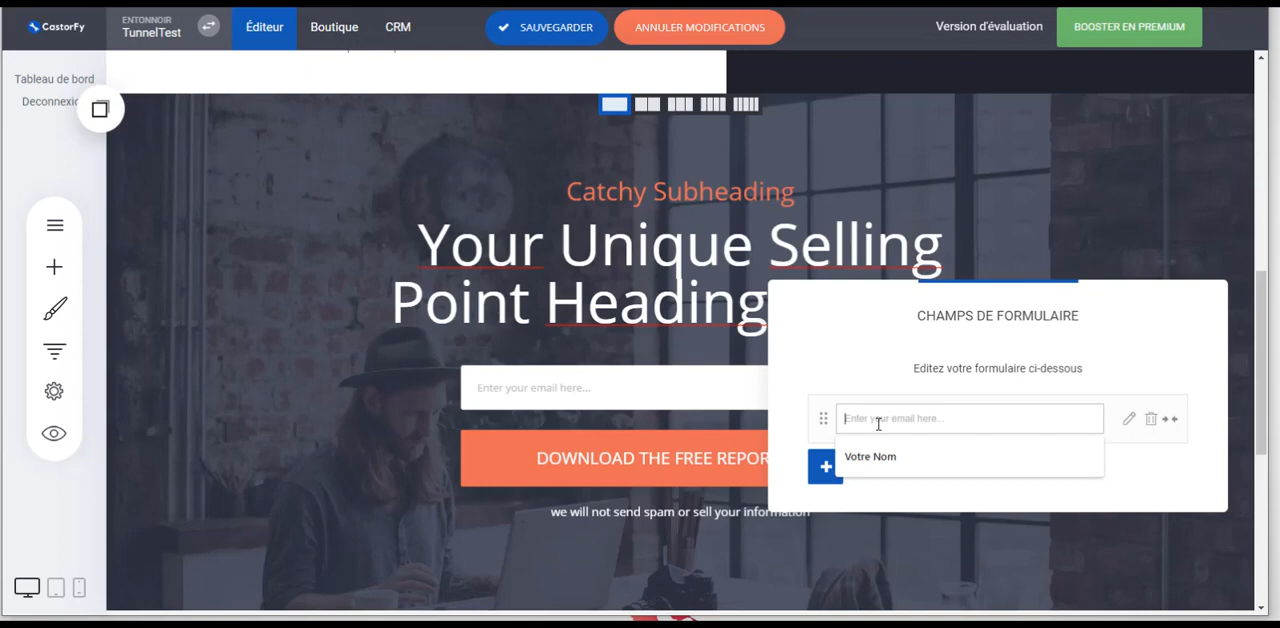 CastorFy
ENTONNOIR
TunnelTest
Éditeur
Boutique
CRM
SAUVEGARDER
ANNULER MODIFICATIONS
Version d'évaluation
BOOSTER EN PREMIUM
Tableau de bord
Deconnexio
Catchy Subheading
Your Unique Selling
Point Heading
Enter your email here...
DOWNLOAD THE FREE REPOR
we will not send spam or sell your information
CHAMPS DE FORMULAIRE
Editez votre formulaire ci-dessous
Enter your email here...
Votre Nom